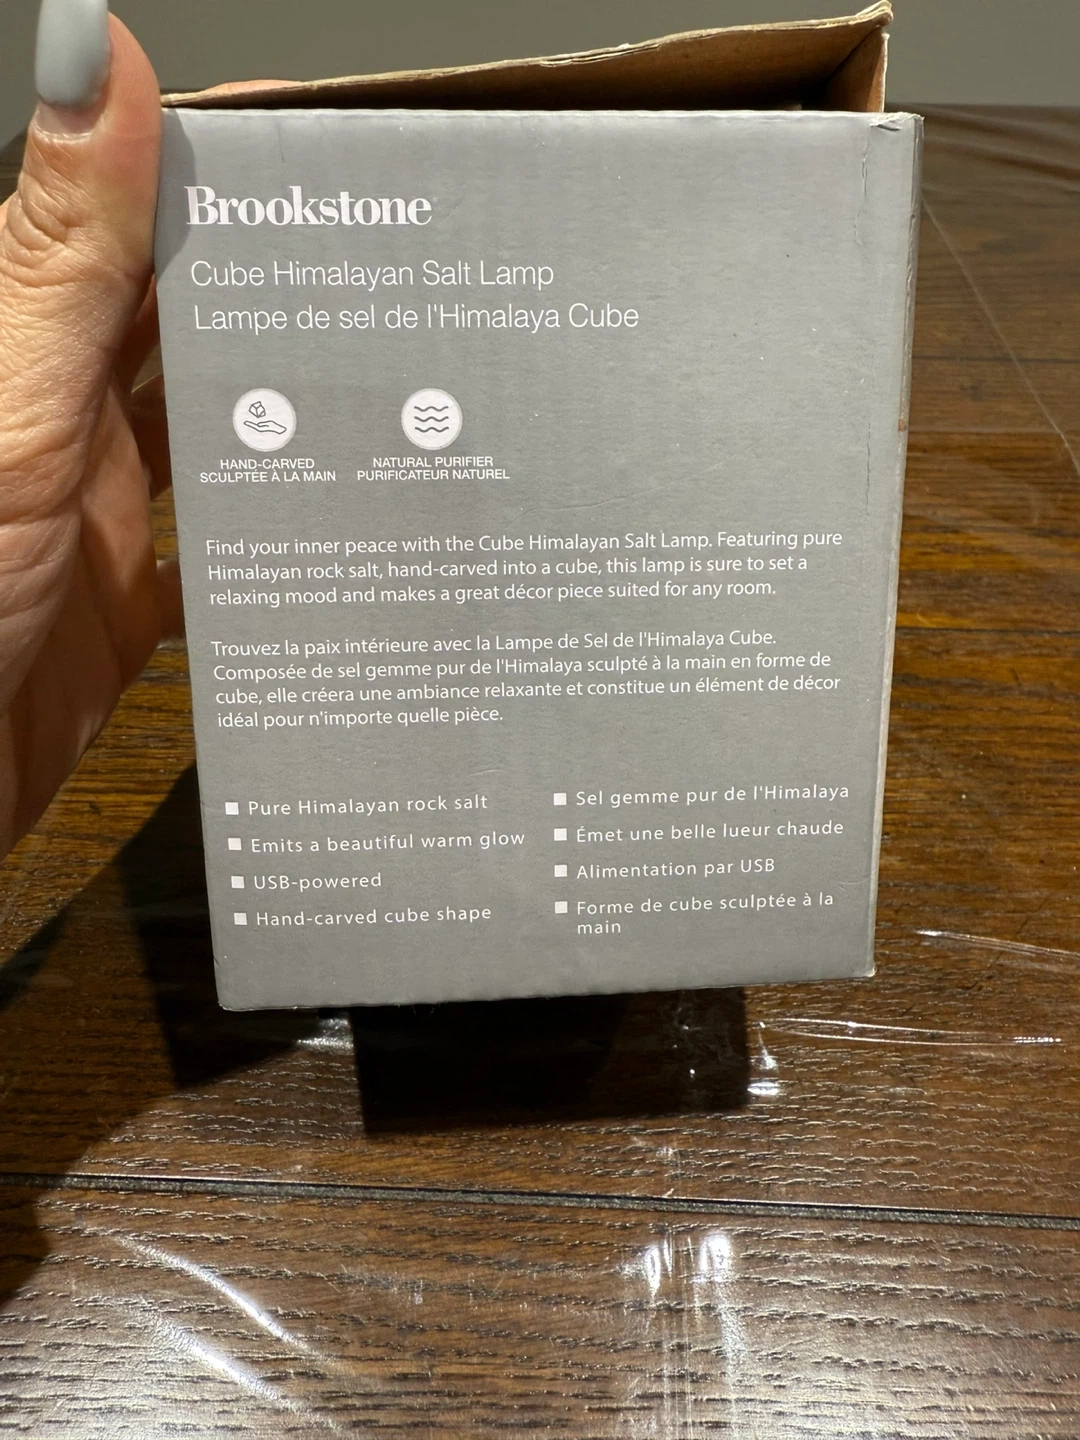 Brookstone
Cube Himalayan Salt Lamp
Lampe de sel de l'Himalaya Cube
HAND-CARVED
SCULPTÉE À LA MAIN
NATURAL PURIFIER
PURIFICATEUR NATUREL
Find your inner peace with the Cube Himalayan Salt Lamp. Featuring pure
Himalayan rock salt, hand-carved into a cube, this lamp is sure to set a
relaxing mood and makes a great décor piece suited for any room.
Trouvez la paix intérieure avec la Lampe de Sel de l'Himalaya Cube.
Composée de sel gemme pur de l'Himalaya sculpté à la main en forme de
cube, elle créera une ambiance relaxante et constitue un élément de décor
idéal pour n'importe quelle pièce.
Pure Himalayan rock salt
Emits a beautiful warm glow
USB-powered
Hand-carved cube shape
Sel gemme pur de l'Himalaya
Émet une belle lueur chaude
Alimentation par USB
Forme de cube sculptée à la
main